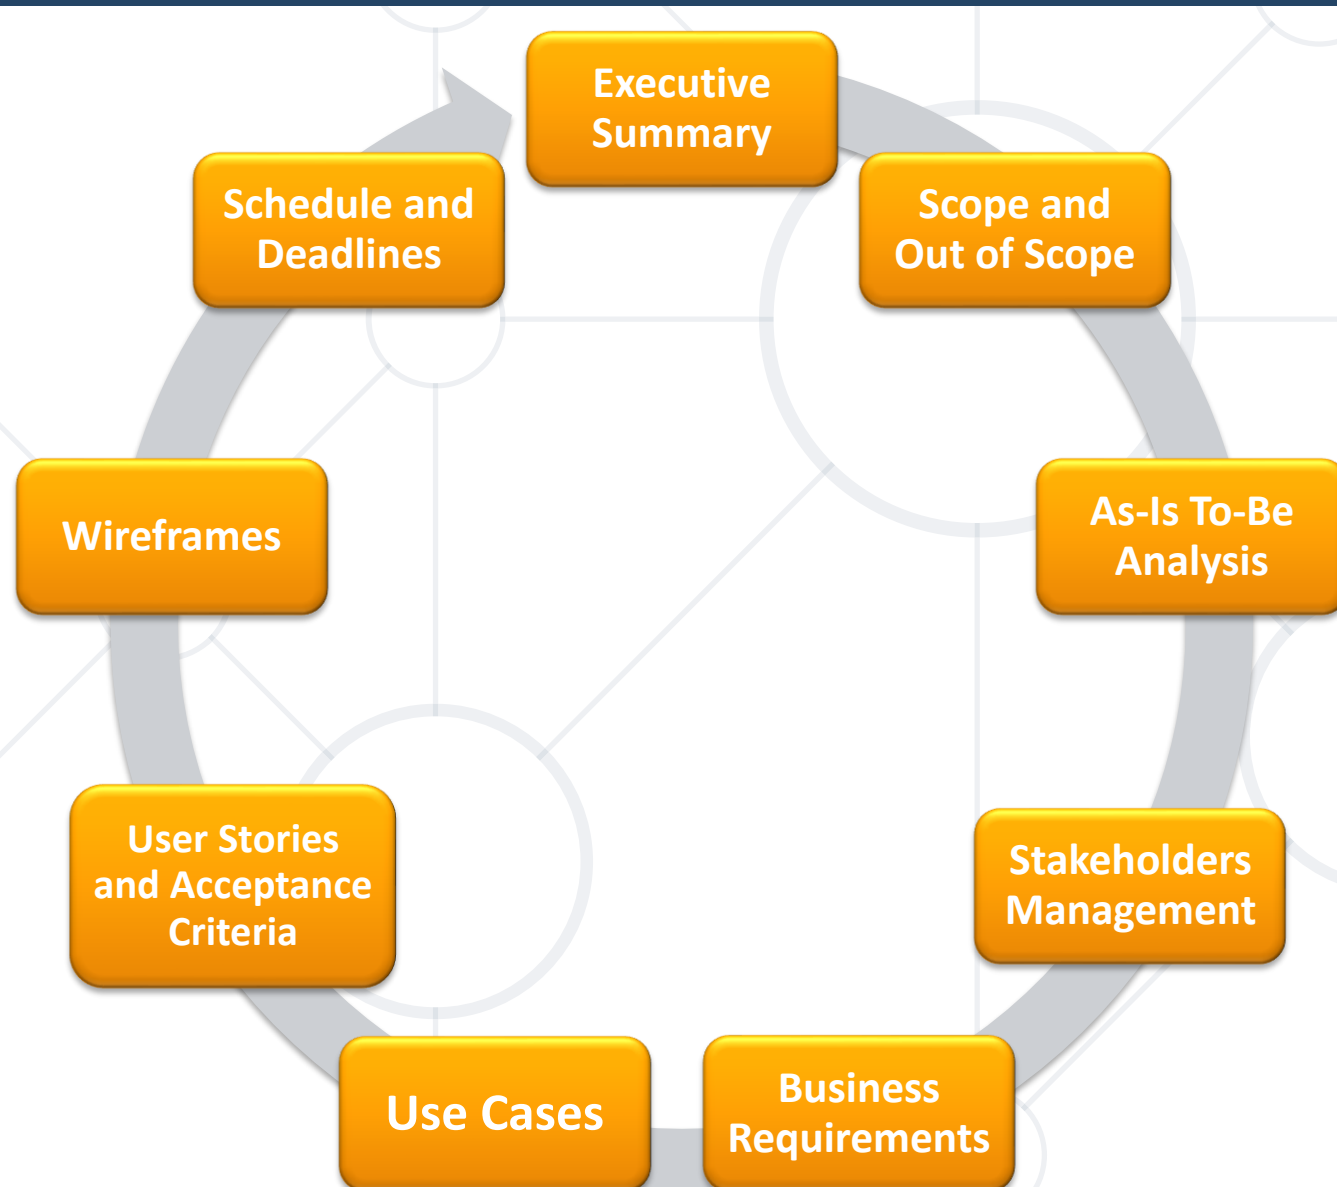 Executive
Summary
Scope and
Out of Scope
As-Is To-Be
Analysis
Stakeholders
Management
Business
Requirements
Use Cases
User Stories
and Acceptance
Criteria
Wireframes
Schedule and
Deadlines